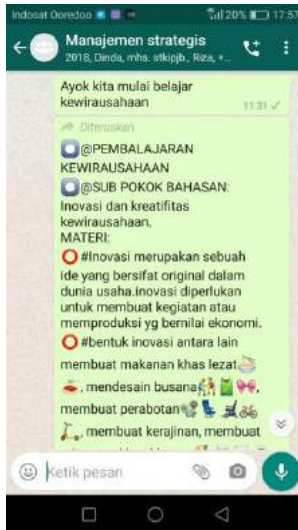 Indosat Ooredoo 20% 17:57
Manajemen strategis
2018, Dinda, mhs. stkipjb., Riza, +..
Ayok kita mulai belajar
kewirausahaan
11:31
Diteruskan
@PEMBALAJARAN
KEWIRAUSAHAAN
@SUB POKOK BAHASAN:
Inovasi dan kreatifitas
kewirausahaan.
MATERI:
#Inovasi merupakan sebuah
ide yang bersifat original dalam
dunia usaha.inovasi diperlukan
untuk membuat kegiatan atau
memproduksi yg bernilai ekonomi.
#bentuk inovasi antara lain
membuat makanan khas lezat
, mendesain busana
membuat perabotan
, membuat kerajinan, membuat
Ketik pesan